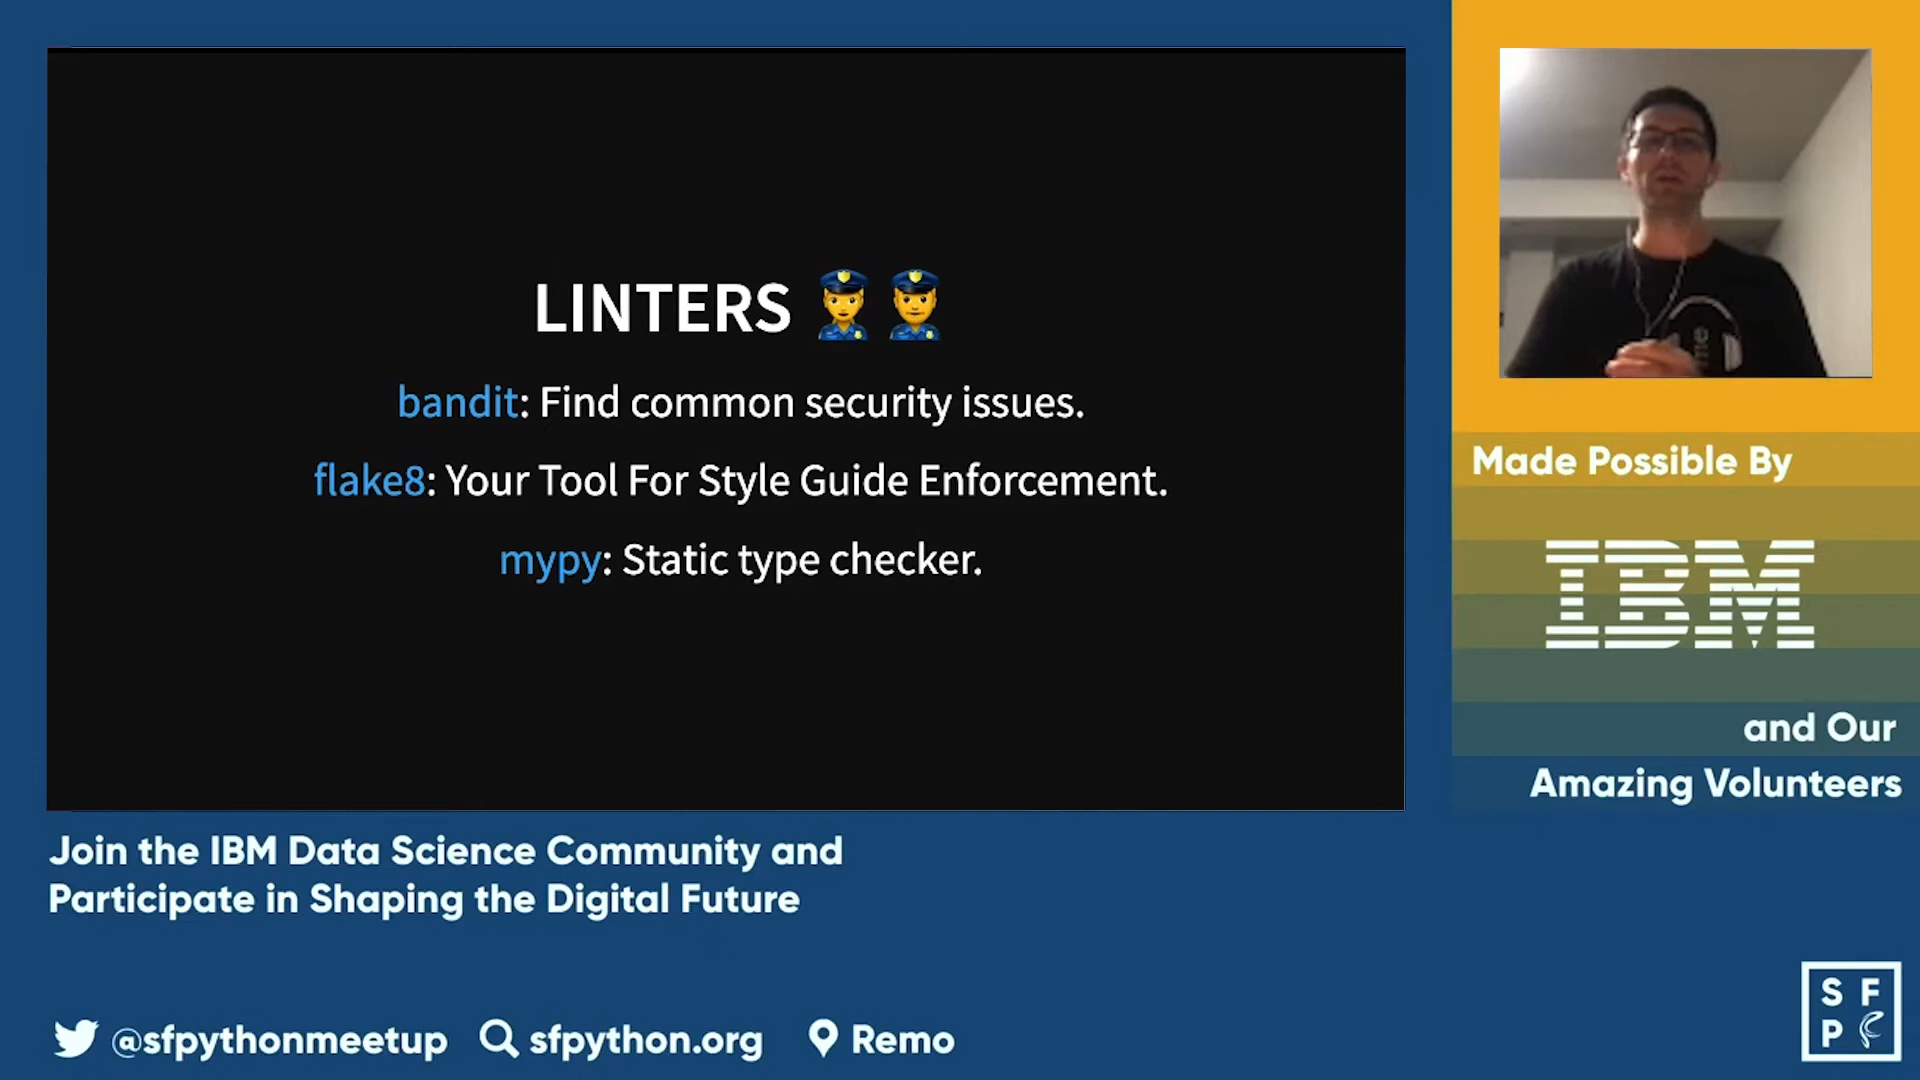 LINTERS 👮‍♀️ 👮‍♂️
bandit: Find common security issues.
flake8: Your Tool For Style Guide Enforcement.
mypy: Static type checker.
Made Possible By
IBM
and Our
Amazing Volunteers
Join the IBM Data Science Community and
Participate in Shaping the Digital Future
@sfpythonmeetup
sfpython.org
Remo
S F
P